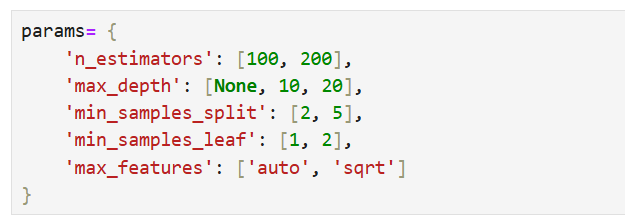 params= {
    'n_estimators': [100, 200],
    'max_depth': [None, 10, 20],
    'min_samples_split': [2, 5],
    'min_samples_leaf': [1, 2],
    'max_features': ['auto', 'sqrt']
}